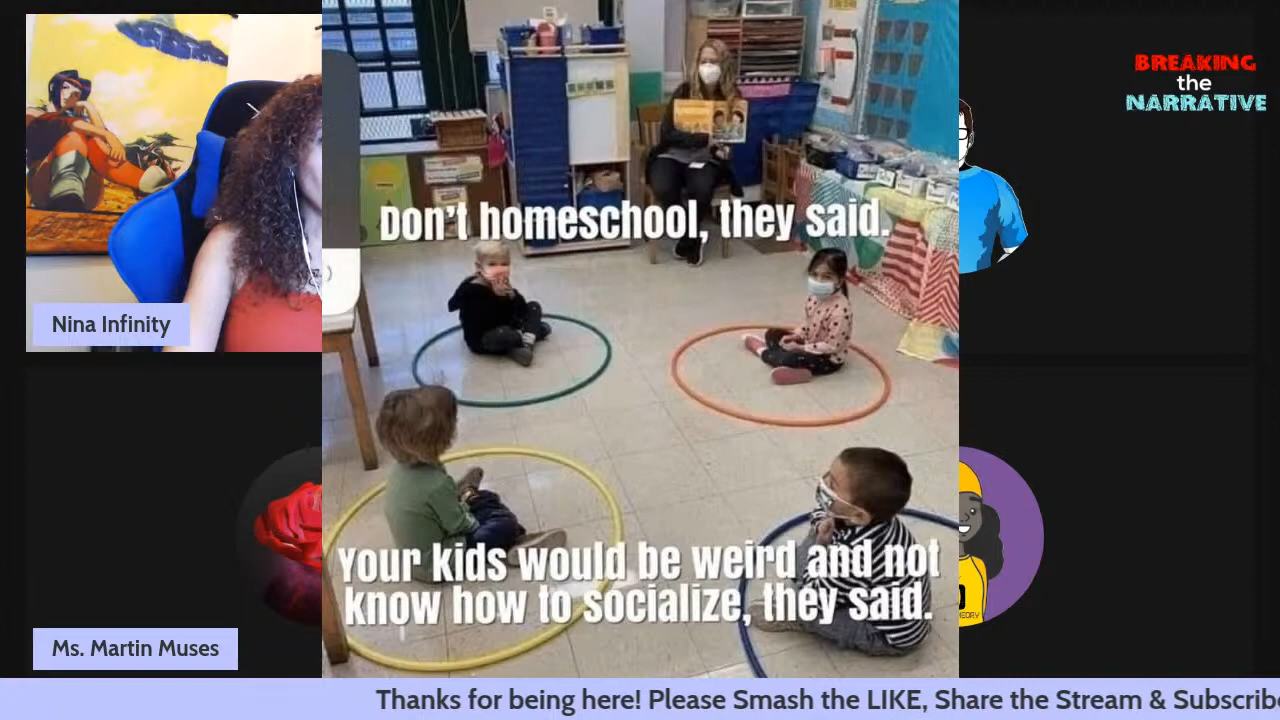 BREAKING
the
NARRATIVE
Don't homeschool, they said.
Nina Infinity
Your kids would be weird and not
know how to socialize, they said.
Ms. Martin Muses
Thanks for being here! Please Smash the LIKE, Share the Stream & Subscribe